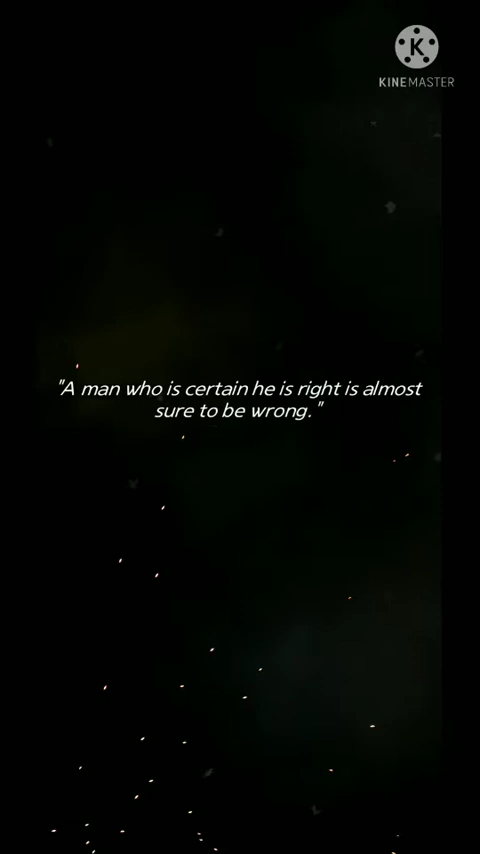 K
KINEMASTER
"A man who is certain he is right is almost
sure to be wrong."